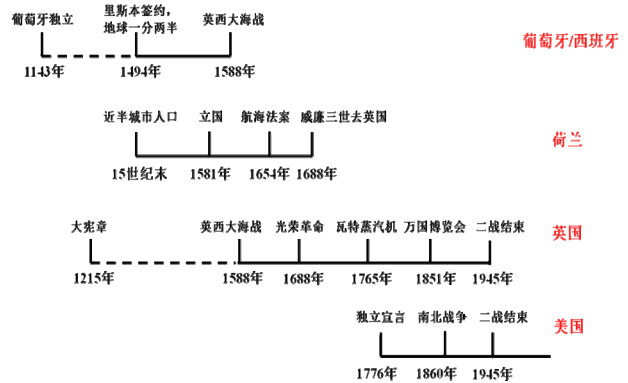 葡萄牙独立 里斯本签约，地球一分两半 英西大海战
1143年 1494年 1588年
葡萄牙/西班牙
近半城市人口 立国 航海法案 威廉三世去英国
15世纪末 1581年 1654年 1688年
荷兰
大宪章 英西大海战 光荣革命 瓦特蒸汽机 万国博览会 二战结束
1215年 1588年 1688年 1765年 1851年 1945年
英国
独立宣言 南北战争 二战结束
1776年 1860年 1945年
美国